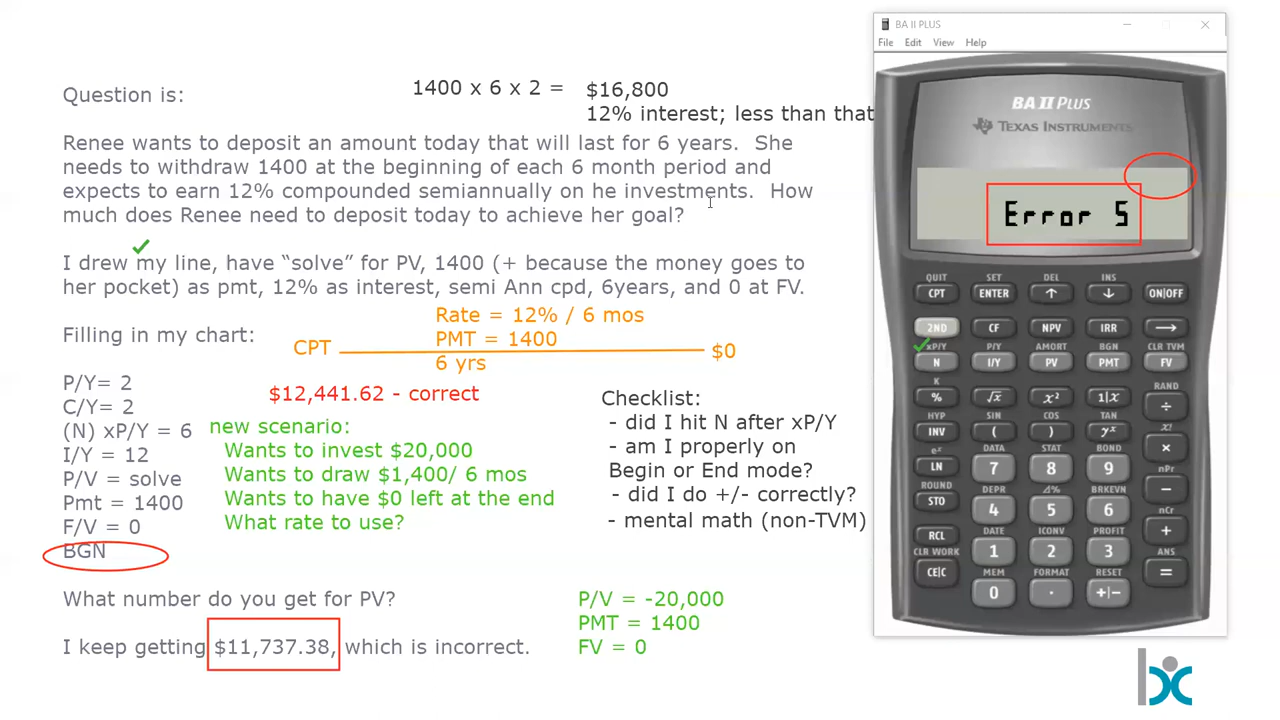 Question is:
1400 x 6 x 2 = $16,800
12% interest; less than that
Renee wants to deposit an amount today that will last for 6 years. She
needs to withdraw 1400 at the beginning of each 6 month period and
expects to earn 12% compounded semiannually on he investments. How
much does Renee need to deposit today to achieve her goal?
I drew my line, have “solve” for PV, 1400 (+ because the money goes to
her pocket) as pmt, 12% as interest, semi Ann cpd, 6years, and 0 at FV.
Filling in my chart:
Rate = 12% / 6 mos
PMT = 1400
CPT
$0
6 yrs
$12,441.62 - correct
P/Y= 2
C/Y= 2
(N) xP/Y = 6
I/Y = 12
P/V = solve
Pmt = 1400
F/V = 0
BGN
new scenario:
Wants to invest $20,000
Wants to draw $1,400/ 6 mos
Wants to have $0 left at the end
What rate to use?
Checklist:
- did I hit N after xP/Y
- am I properly on
Begin or End mode?
- did I do +/- correctly?
- mental math (non-TVM)
What number do you get for PV?
I keep getting $11,737.38, which is incorrect.
P/V = -20,000
PMT = 1400
FV = 0
BA II PLUS
File Edit View Help
BA II PLUS
TEXAS INSTRUMENTS
Error 5
QUIT SET DEL INS
CPT ENTER ↑ ↓ ON|OFF
2ND CF NPV IRR →
xP/Y P/Y AMORT BGN CLR TVM
N I/Y PV PMT FV
K RAND
% √x x² 1|x ÷
HYP SIN COS TAN x!
INV ( ) yˣ ×
eˣ DATA STAT BOND nPr
LN 7 8 9 −
ROUND DEPR Δ% BRKEVN nCr
STO 4 5 6 +
DATE ICONV PROFIT ANS
RCL 1 2 3 =
CLR WORK MEM FORMAT RESET
CE|C 0 . +|−
bc